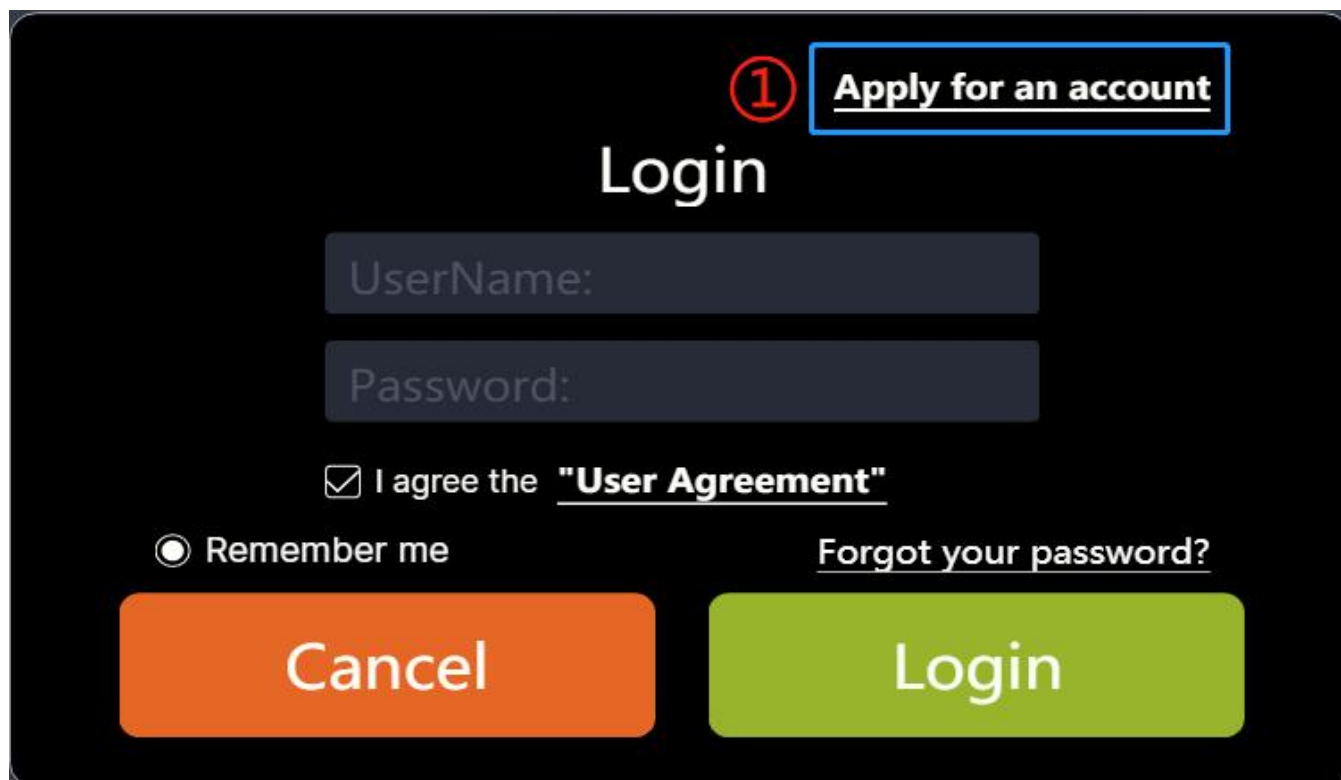 ① Apply for an account
Login
UserName:
Password:
I agree the "User Agreement"
Remember me Forgot your password?
Cancel Login